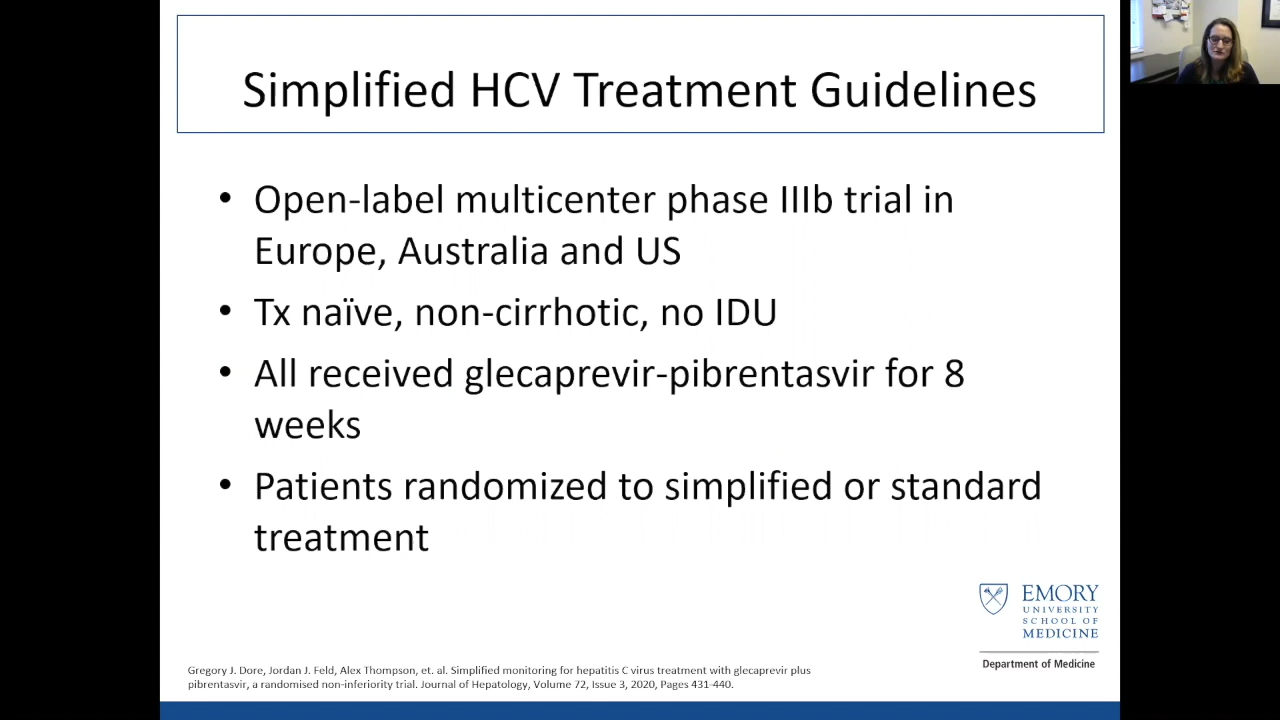 Simplified HCV Treatment Guidelines
• Open-label multicenter phase IIIb trial in
Europe, Australia and US
• Tx naïve, non-cirrhotic, no IDU
• All received glecaprevir-pibrentasvir for 8
weeks
• Patients randomized to simplified or standard
treatment
EMORY
UNIVERSITY
SCHOOL OF
MEDICINE
Department of Medicine
Gregory J. Dore, Jordan J. Feld, Alex Thompson, et. al. Simplified monitoring for hepatitis C virus treatment with glecaprevir plus
pibrentasvir, a randomised non-inferiority trial. Journal of Hepatology, Volume 72, Issue 3, 2020, Pages 431-440.